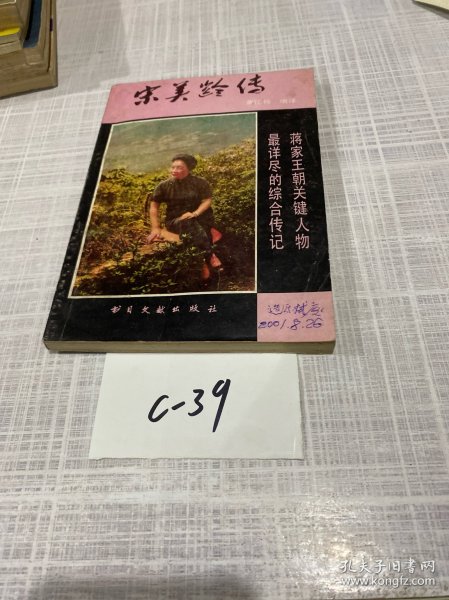 宋美龄传
编译
蒋家王朝关键人物
最详尽的综合传记
书目文献出版社
2001.8.26
C-39
孔夫子旧书网
www.kongfz.com